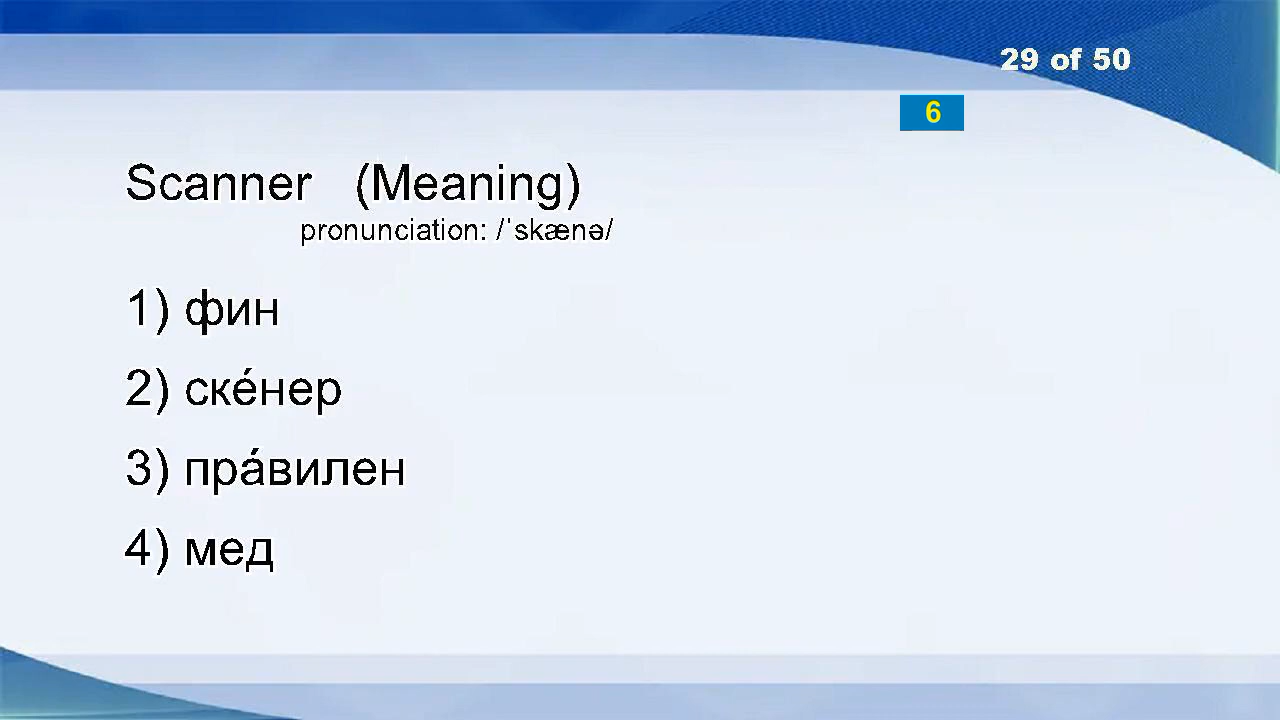 29 of 50
6
Scanner (Meaning)
pronunciation: /ˈskænə/
1) фин
2) ске́нер
3) пра́вилен
4) мед